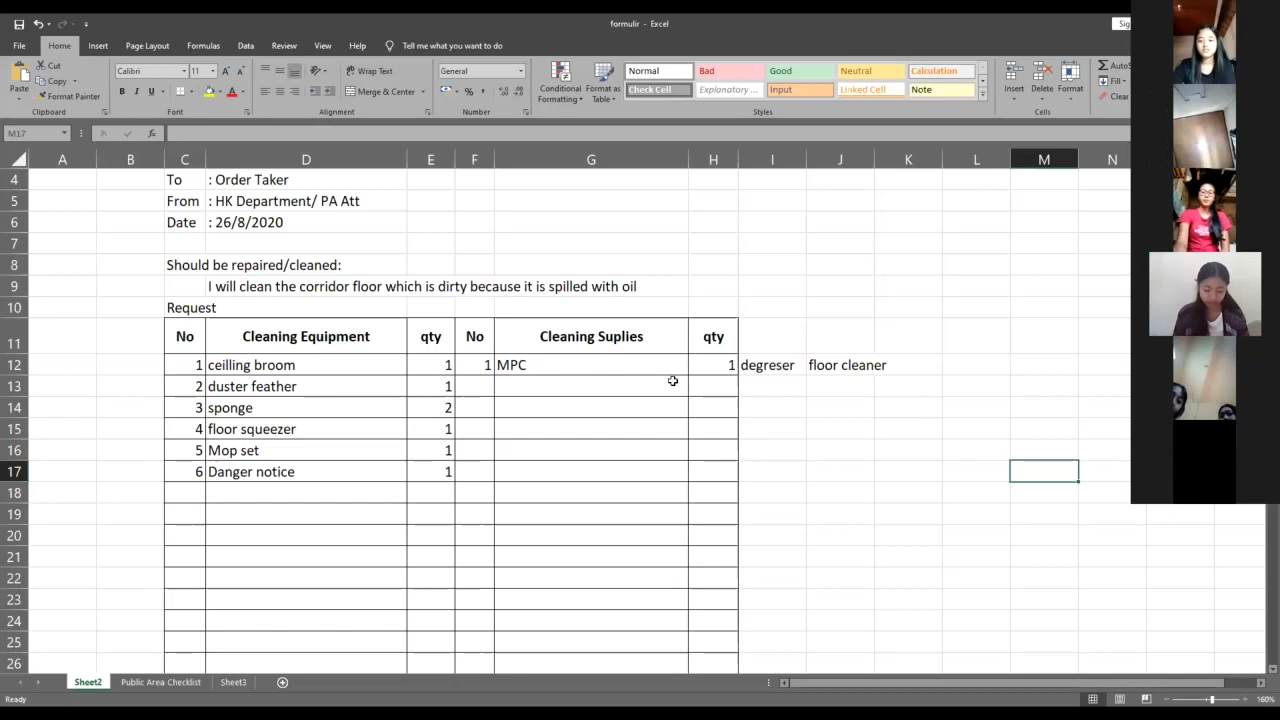 formulir - Excel
Sig
File Home Insert Page Layout Formulas Data Review View Help Tell me what you want to do
Paste Cut Copy Format Painter Clipboard
Calibri 11 B I U Font
Wrap Text Merge & Center Alignment
General % Number
Conditional Formatting Format as Table
Normal Bad Good Neutral Calculation
Check Cell Explanatory ... Input Linked Cell Note
Styles
Insert Delete Format Cells
AutoS
Fill
Clear
M17 fx
A B C D E F G H I J K L M N
4 To : Order Taker
5 From : HK Department/ PA Att
6 Date : 26/8/2020
7
8 Should be repaired/cleaned:
9 I will clean the corridor floor which is dirty because it is spilled with oil
10 Request
11 No Cleaning Equipment qty No Cleaning Suplies qty
12 1 ceilling broom 1 1 MPC 1 degreser floor cleaner
13 2 duster feather 1
14 3 sponge 2
15 4 floor squeezer 1
16 5 Mop set 1
17 6 Danger notice 1
18
19
20
21
22
23
24
25
26
Sheet2 Public Area Checklist Sheet3
Ready 160%